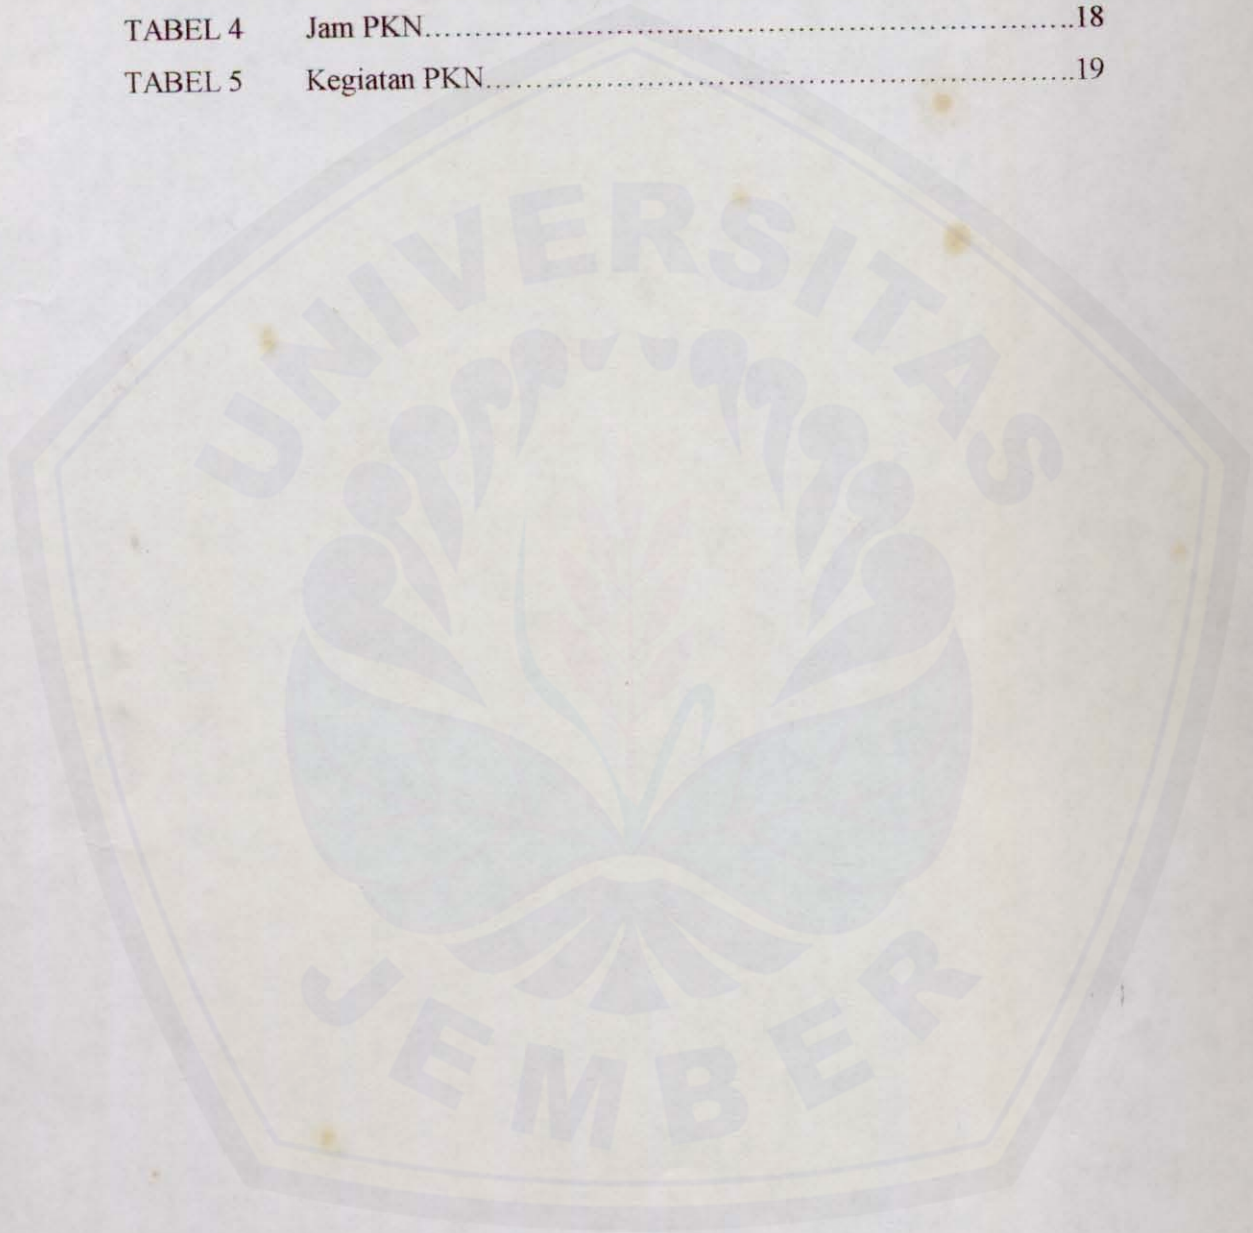 TABEL 4 Jam PKN.......................................................................18
TABEL 5 Kegiatan PKN................................................................19
UNIVERSITAS
JEMBER